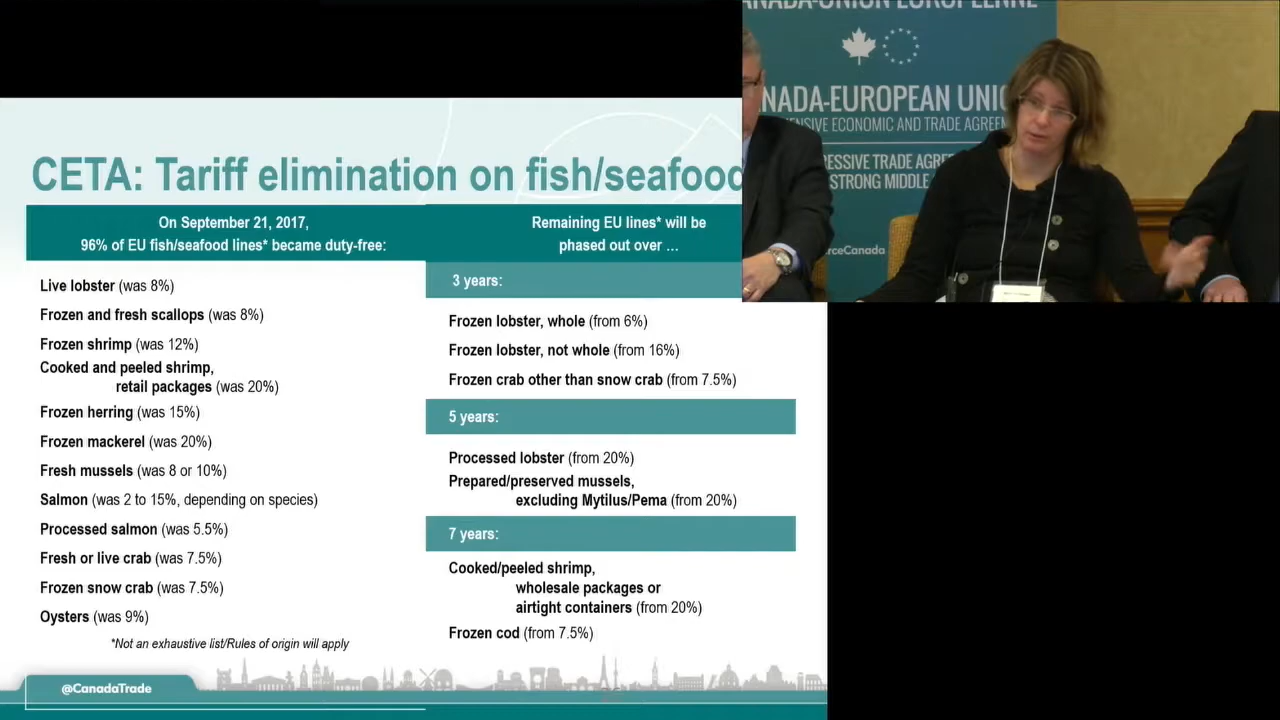 CETA: Tariff elimination on fish/seafood
On September 21, 2017,
96% of EU fish/seafood lines* became duty-free:
Live lobster (was 8%)
Frozen and fresh scallops (was 8%)
Frozen shrimp (was 12%)
Cooked and peeled shrimp,
retail packages (was 20%)
Frozen herring (was 15%)
Frozen mackerel (was 20%)
Fresh mussels (was 8 or 10%)
Salmon (was 2 to 15%, depending on species)
Processed salmon (was 5.5%)
Fresh or live crab (was 7.5%)
Frozen snow crab (was 7.5%)
Oysters (was 9%)
*Not an exhaustive list/Rules of origin will apply
Remaining EU lines* will be
phased out over ...
3 years:
Frozen lobster, whole (from 6%)
Frozen lobster, not whole (from 16%)
Frozen crab other than snow crab (from 7.5%)
5 years:
Processed lobster (from 20%)
Prepared/preserved mussels,
excluding Mytilus/Perna (from 20%)
7 years:
Cooked/peeled shrimp,
wholesale packages or
airtight containers (from 20%)
Frozen cod (from 7.5%)
@CanadaTrade
ANADA-UNION EUROPÉENNE
NADA-EUROPEAN UNIO
ENSIVE ECONOMIC AND TRADE AGREEM
RESSIVE TRADE AGRE
STRONG MIDDLE
rceCanada